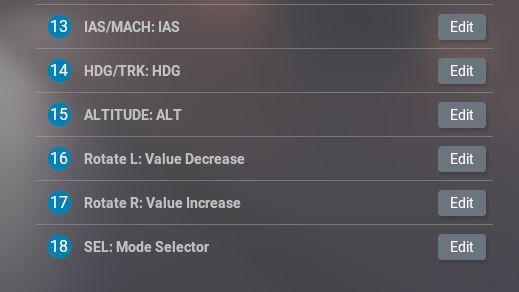 13 IAS/MACH: IAS Edit
14 HDG/TRK: HDG Edit
15 ALTITUDE: ALT Edit
16 Rotate L: Value Decrease Edit
17 Rotate R: Value Increase Edit
18 SEL: Mode Selector Edit